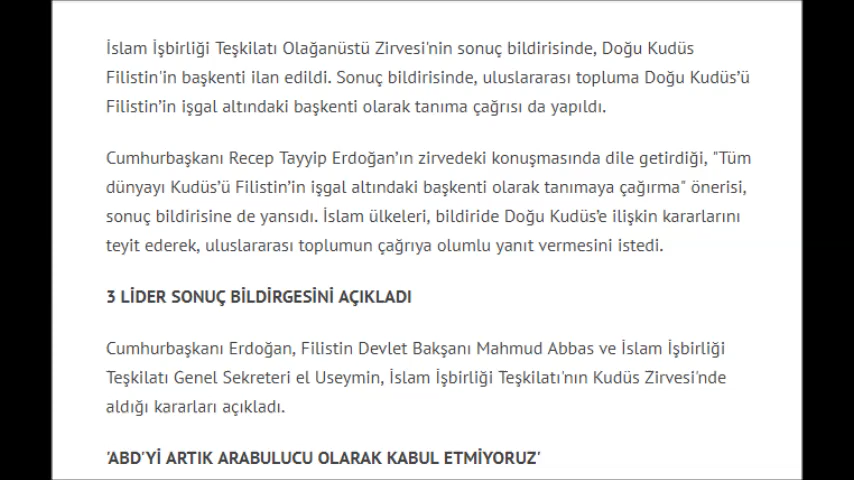 İslam İşbirliği Teşkilatı Olağanüstü Zirvesi'nin sonuç bildirisinde, Doğu Kudüs
Filistin'in başkenti ilan edildi. Sonuç bildirisinde, uluslararası topluma Doğu Kudüs’ü
Filistin’in işgal altındaki başkenti olarak tanıma çağrısı da yapıldı.
Cumhurbaşkanı Recep Tayyip Erdoğan’ın zirvedeki konuşmasında dile getirdiği, "Tüm
dünyayı Kudüs’ü Filistin’in işgal altındaki başkenti olarak tanımaya çağırma" önerisi,
sonuç bildirisine de yansıdı. İslam ülkeleri, bildiride Doğu Kudüs’e ilişkin kararlarını
teyit ederek, uluslararası toplumun çağrıya olumlu yanıt vermesini istedi.
3 LİDER SONUÇ BİLDİRGESİNİ AÇIKLADI
Cumhurbaşkanı Erdoğan, Filistin Devlet Bakşanı Mahmud Abbas ve İslam İşbirliği
Teşkilatı Genel Sekreteri el Useymin, İslam İşbirliği Teşkilatı'nın Kudüs Zirvesi'nde
aldığı kararları açıkladı.
'ABD'Yİ ARTIK ARABULUCU OLARAK KABUL ETMİYORUZ'